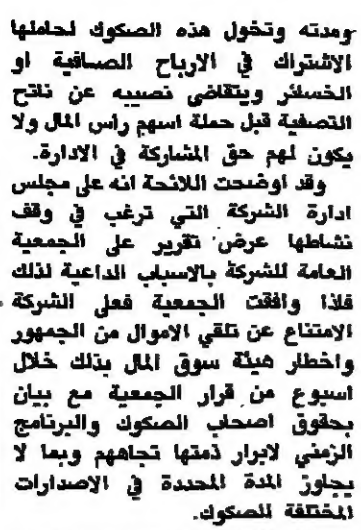 ومدته وتخول هذه الصكوك لحاملها
الاشتراك في الارباح الصافية او
الخسائر ويتقاضى نصيبه عن ناتج
التصفية قبل حملة اسهم راس المال ولا
يكون لهم حق المشاركة في الادارة.
وقد اوضحت اللائحة انه على مجلس
ادارة الشركة التي ترغب في وقف
نشاطها عرض تقرير على الجمعية
العامة للشركة بالاسباب الداعية لذلك
فاذا وافقت الجمعية فعلى الشركة
الامتناع عن تلقي الاموال من الجمهور
واخطار هيئة سوق المال بذلك خلال
اسبوع من قرار الجمعية مع بيان
بحقوق اصحاب الصكوك والبرنامج
الزمني لابراز ذمتها تجاههم وبما لا
يجاوز المدة المحددة في الاصدارات
المختلفة للصكوك.